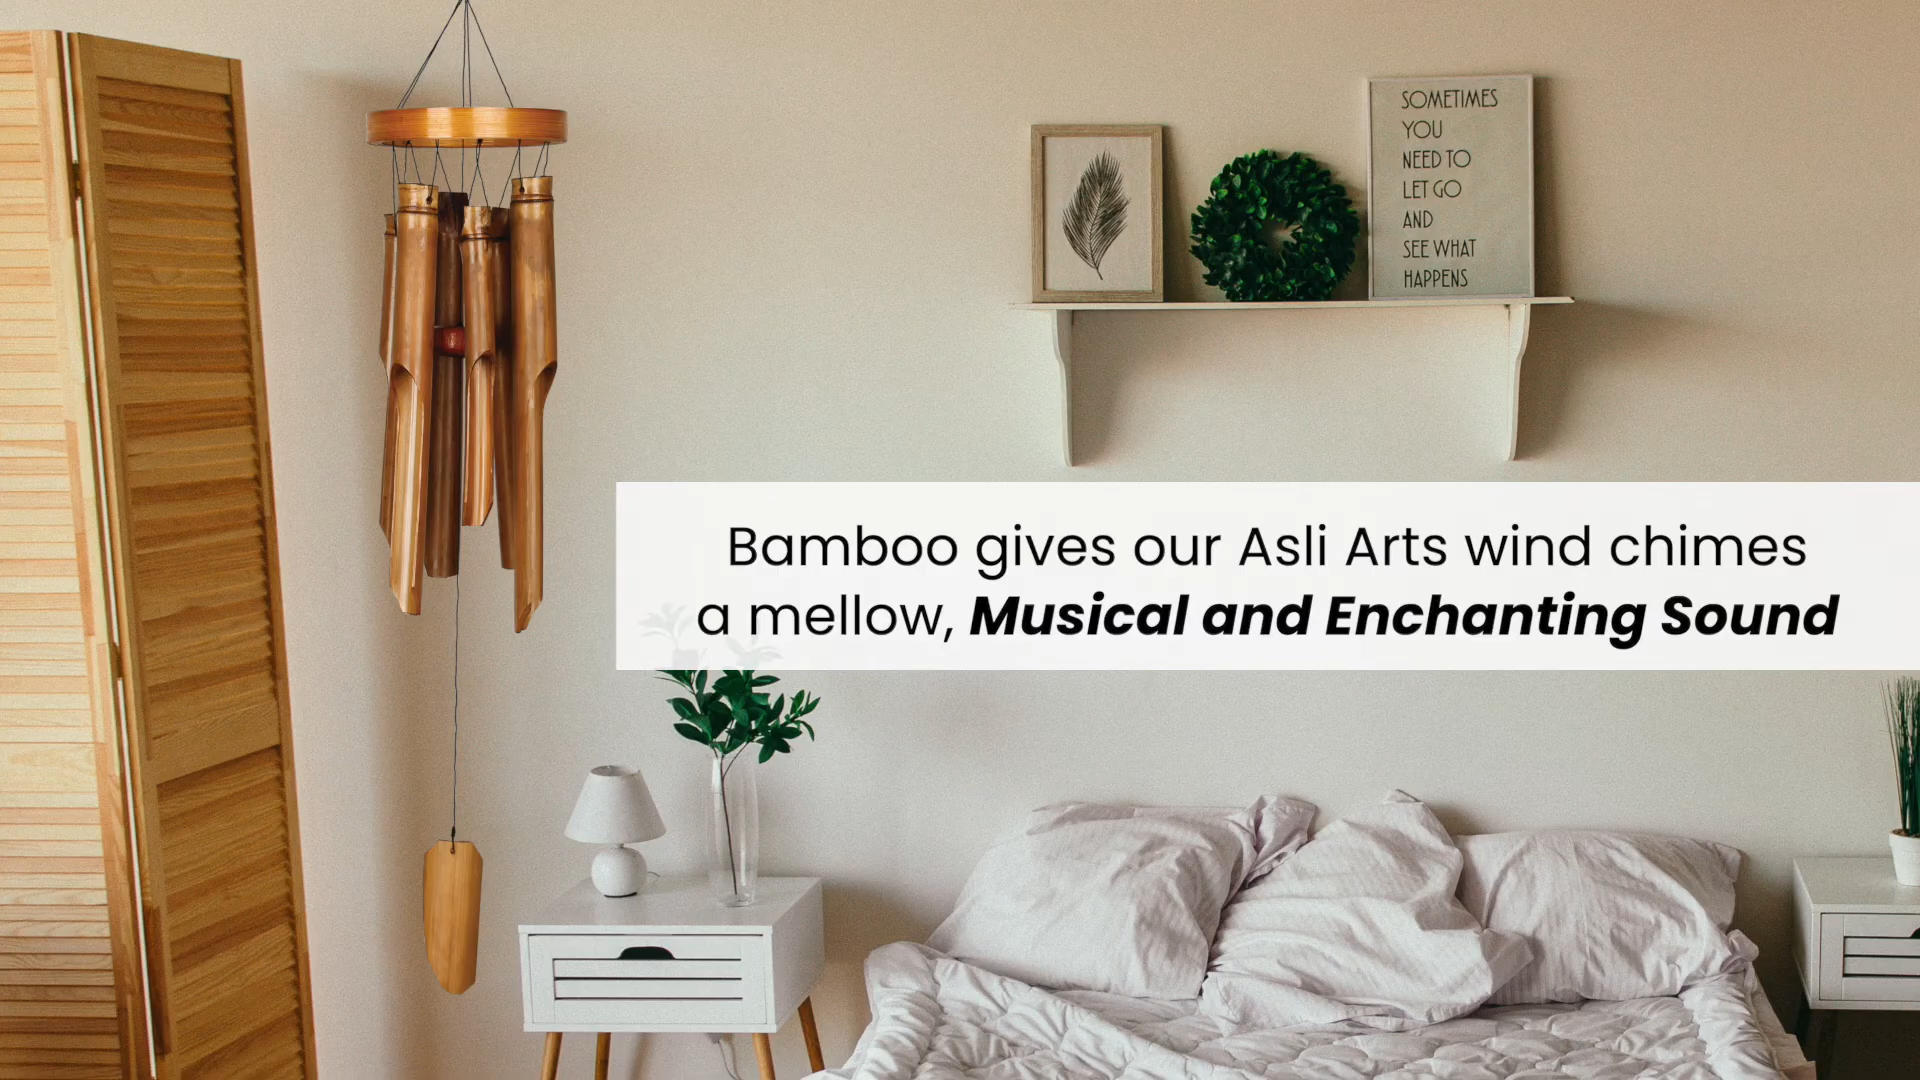 SOMETIMES
YOU
NEED TO
LET GO
AND
SEE WHAT
HAPPENS
Bamboo gives our Asli Arts wind chimes
a mellow, Musical and Enchanting Sound